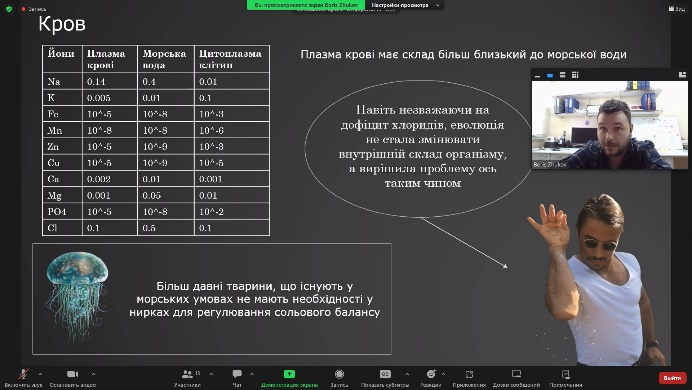 Вы просматриваете экран Boris Zhukov
Настройки просмотра
Запись
Вид
Кров
Йони Плазма крові Морська вода Цитоплазма клітин
Na 0.14 0.4 0.01
K 0.005 0.01 0.1
Fe 10^-5 10^-8 10^-3
Mn 10^-8 10^-8 10^-6
Zn 10^-5 10^-9 10^-3
Cu 10^-5 10^-9 10^-5
Ca 0.002 0.01 0.001
Mg 0.001 0.05 0.01
PO4 10^-5 10^-8 10^-2
Cl 0.1 0.5 0.1
Плазма крові має склад більш близький до морської води
Навіть незважаючи на
дофіцит хлоридів, еволюція
не стала змінювати
внутрішній склад організму,
а вирішила проблему ось
таким чином
Boris Zhukov
Більш давні тварини, що існують у
морських умовах не мають необхідності у
нирках для регулювання сольового балансу
Включить звук
Остановить видео
Участники
13
Чат
Демонстрация экрана
Запись
Показать субтитры
Реакции
Приложения
Доски сообщений
Примечания
Выйти